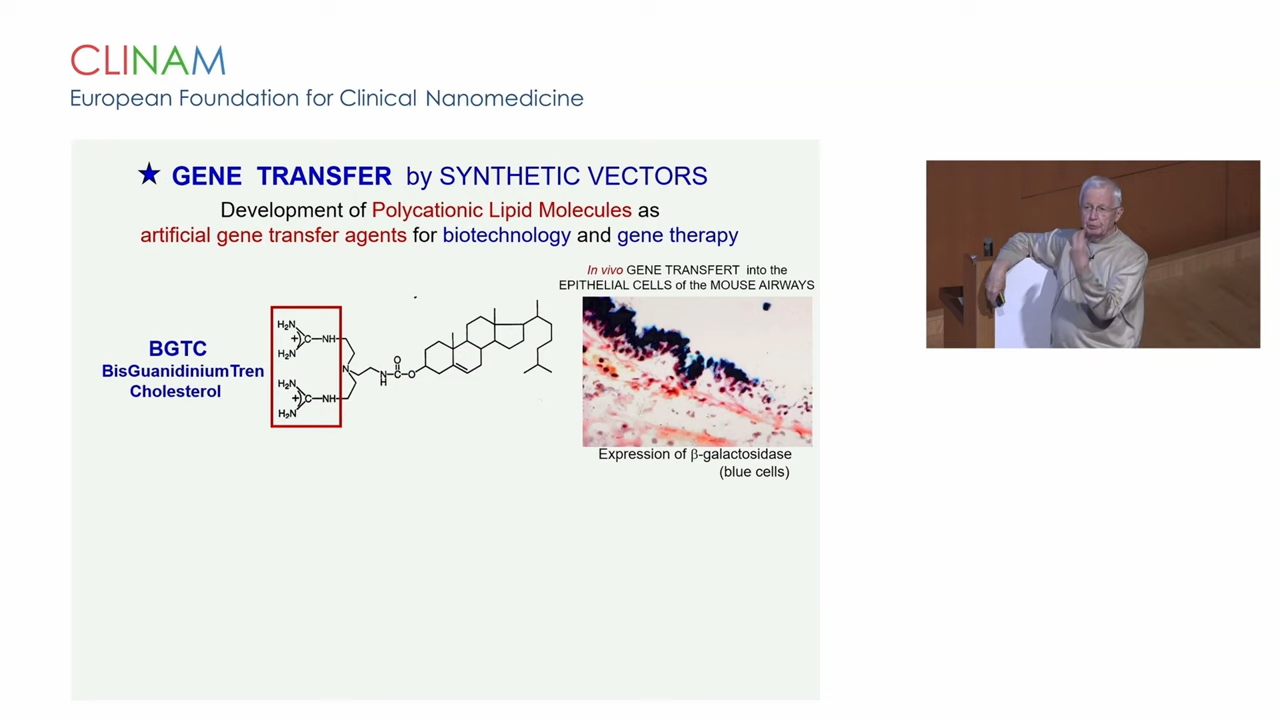 CLINAM
European Foundation for Clinical Nanomedicine
★ GENE TRANSFER by SYNTHETIC VECTORS
Development of Polycationic Lipid Molecules as
artificial gene transfer agents for biotechnology and gene therapy
In vivo GENE TRANSFERT into the
EPITHELIAL CELLS of the MOUSE AIRWAYS
BGTC
BisGuanidiniumTren
Cholesterol
H₂N
+ C NH
H₂N
N N H C O O
H₂N
+ C NH
H₂N
Expression of β-galactosidase
(blue cells)